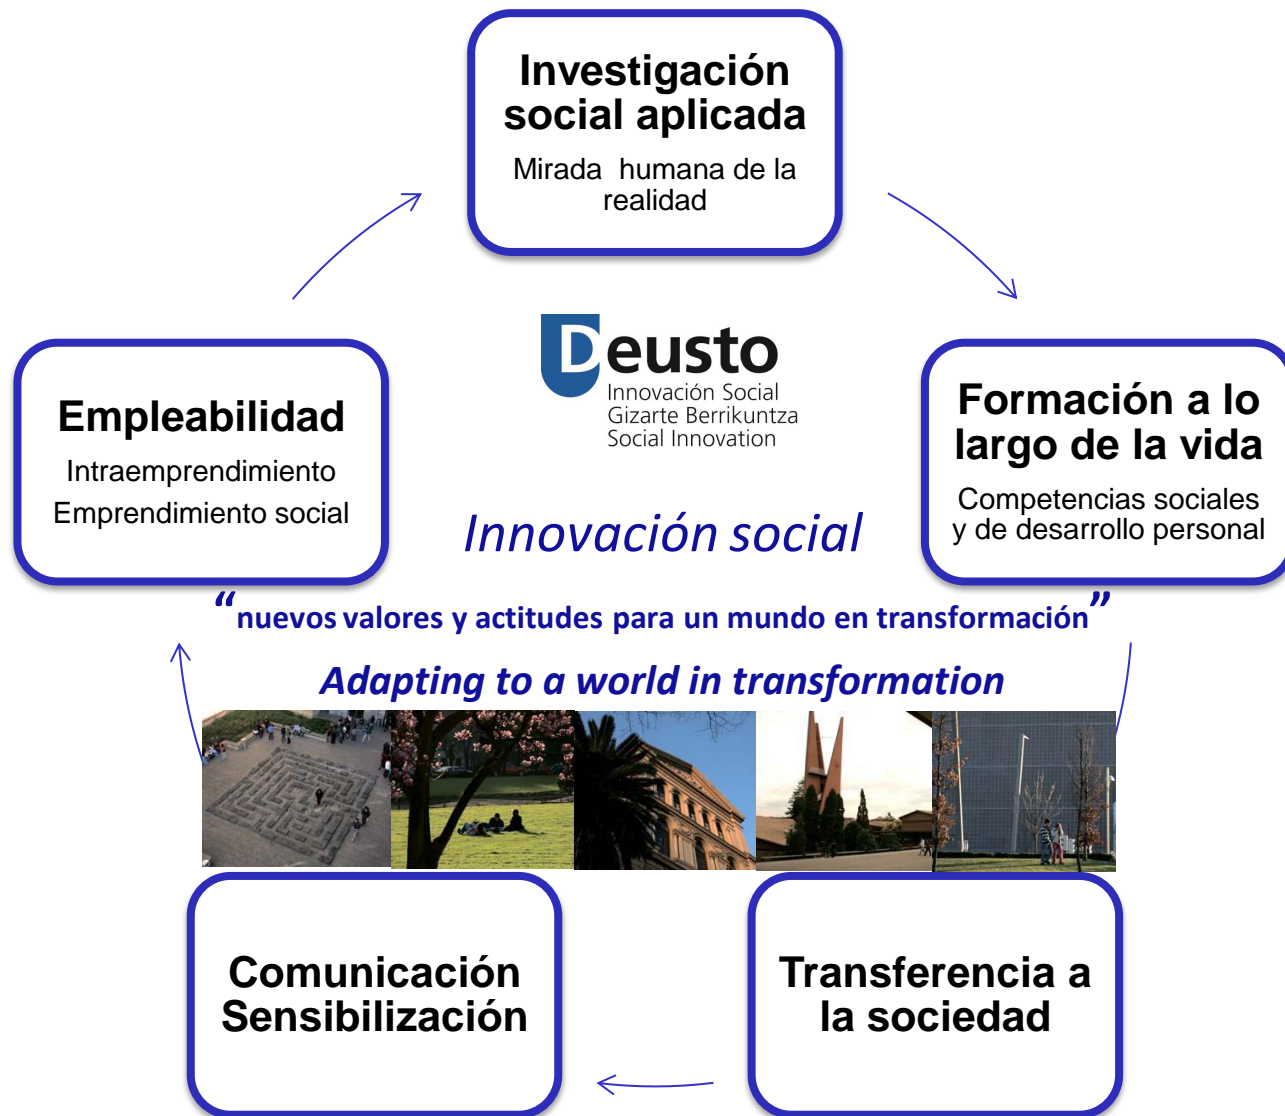 Investigación
social aplicada
Mirada humana de la
realidad
Deusto
Innovación Social
Gizarte Berrikuntza
Social Innovation
Empleabilidad
Intraemprendimiento
Emprendimiento social
Formación a lo
largo de la vida
Competencias sociales
y de desarrollo personal
Innovación social
“nuevos valores y actitudes para un mundo en transformación”
Adapting to a world in transformation
Comunicación
Sensibilización
Transferencia a
la sociedad